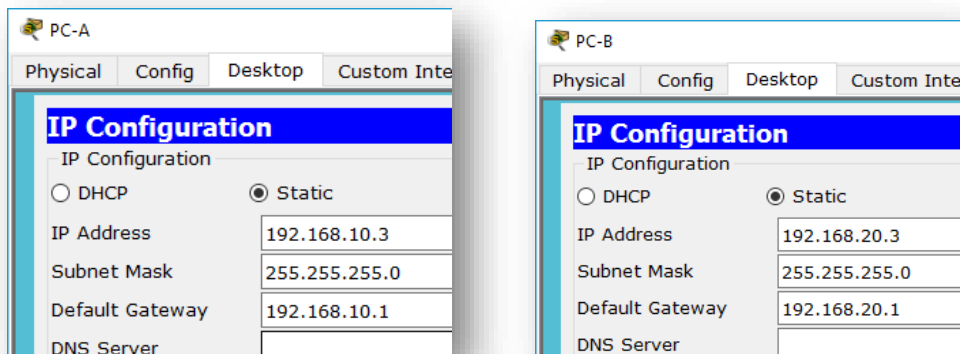 PC-A
Physical Config Desktop Custom Inte
IP Configuration
IP Configuration
DHCP Static
IP Address 192.168.10.3
Subnet Mask 255.255.255.0
Default Gateway 192.168.10.1
DNS Server
PC-B
Physical Config Desktop Custom Inte
IP Configuration
IP Configuration
DHCP Static
IP Address 192.168.20.3
Subnet Mask 255.255.255.0
Default Gateway 192.168.20.1
DNS Server